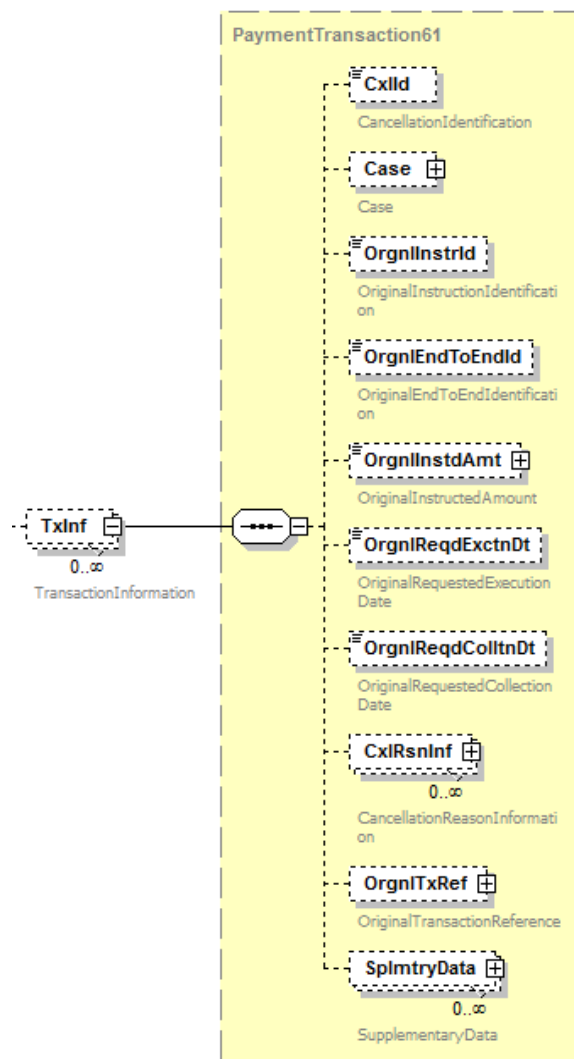 PaymentTransaction61
CxlId
CancellationIdentification
Case
Case
OrgnlInstrId
OriginalInstructionIdentificati
on
OrgnlEndToEndId
OriginalEndToEndIdentificati
on
OrgnlInstdAmt
OriginalInstructedAmount
TxInf
0..∞
TransactionInformation
OrgnlReqdExctnDt
OriginalRequestedExecution
Date
OrgnlReqdColltnDt
OriginalRequestedCollection
Date
CxlRsnInf
0..∞
CancellationReasonInformati
on
OrgnlTxRef
OriginalTransactionReference
SplmtryData
0..∞
SupplementaryData